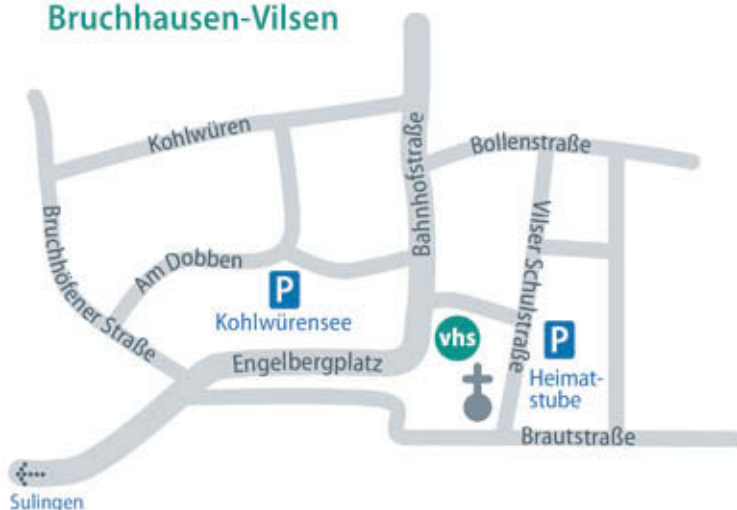 Bruchhausen-Vilsen
Kohlwüren
Bahnhofstraße
Bollenstraße
Bruchhöfener Straße
Am Dobben
Vilser Schulstraße
P
Kohlwürensee
vhs
P
Heimat-
stube
Engelbergplatz
Brautstraße
Sulingen